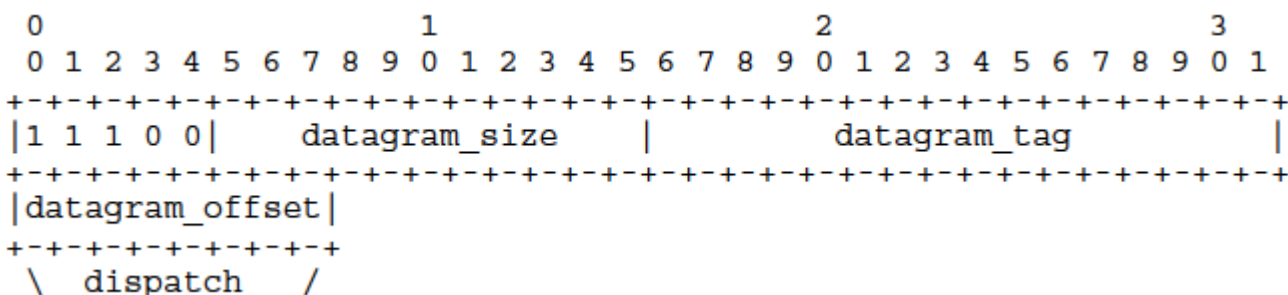 0                   1                   2                   3
 0 1 2 3 4 5 6 7 8 9 0 1 2 3 4 5 6 7 8 9 0 1 2 3 4 5 6 7 8 9 0 1
+-+-+-+-+-+-+-+-+-+-+-+-+-+-+-+-+-+-+-+-+-+-+-+-+-+-+-+-+-+-+-+-+
|1 1 1 0 0|    datagram_size    |         datagram_tag          |
+-+-+-+-+-+-+-+-+-+-+-+-+-+-+-+-+-+-+-+-+-+-+-+-+-+-+-+-+-+-+-+-+
|datagram_offset|
+-+-+-+-+-+-+-+-+
 \  dispatch   /